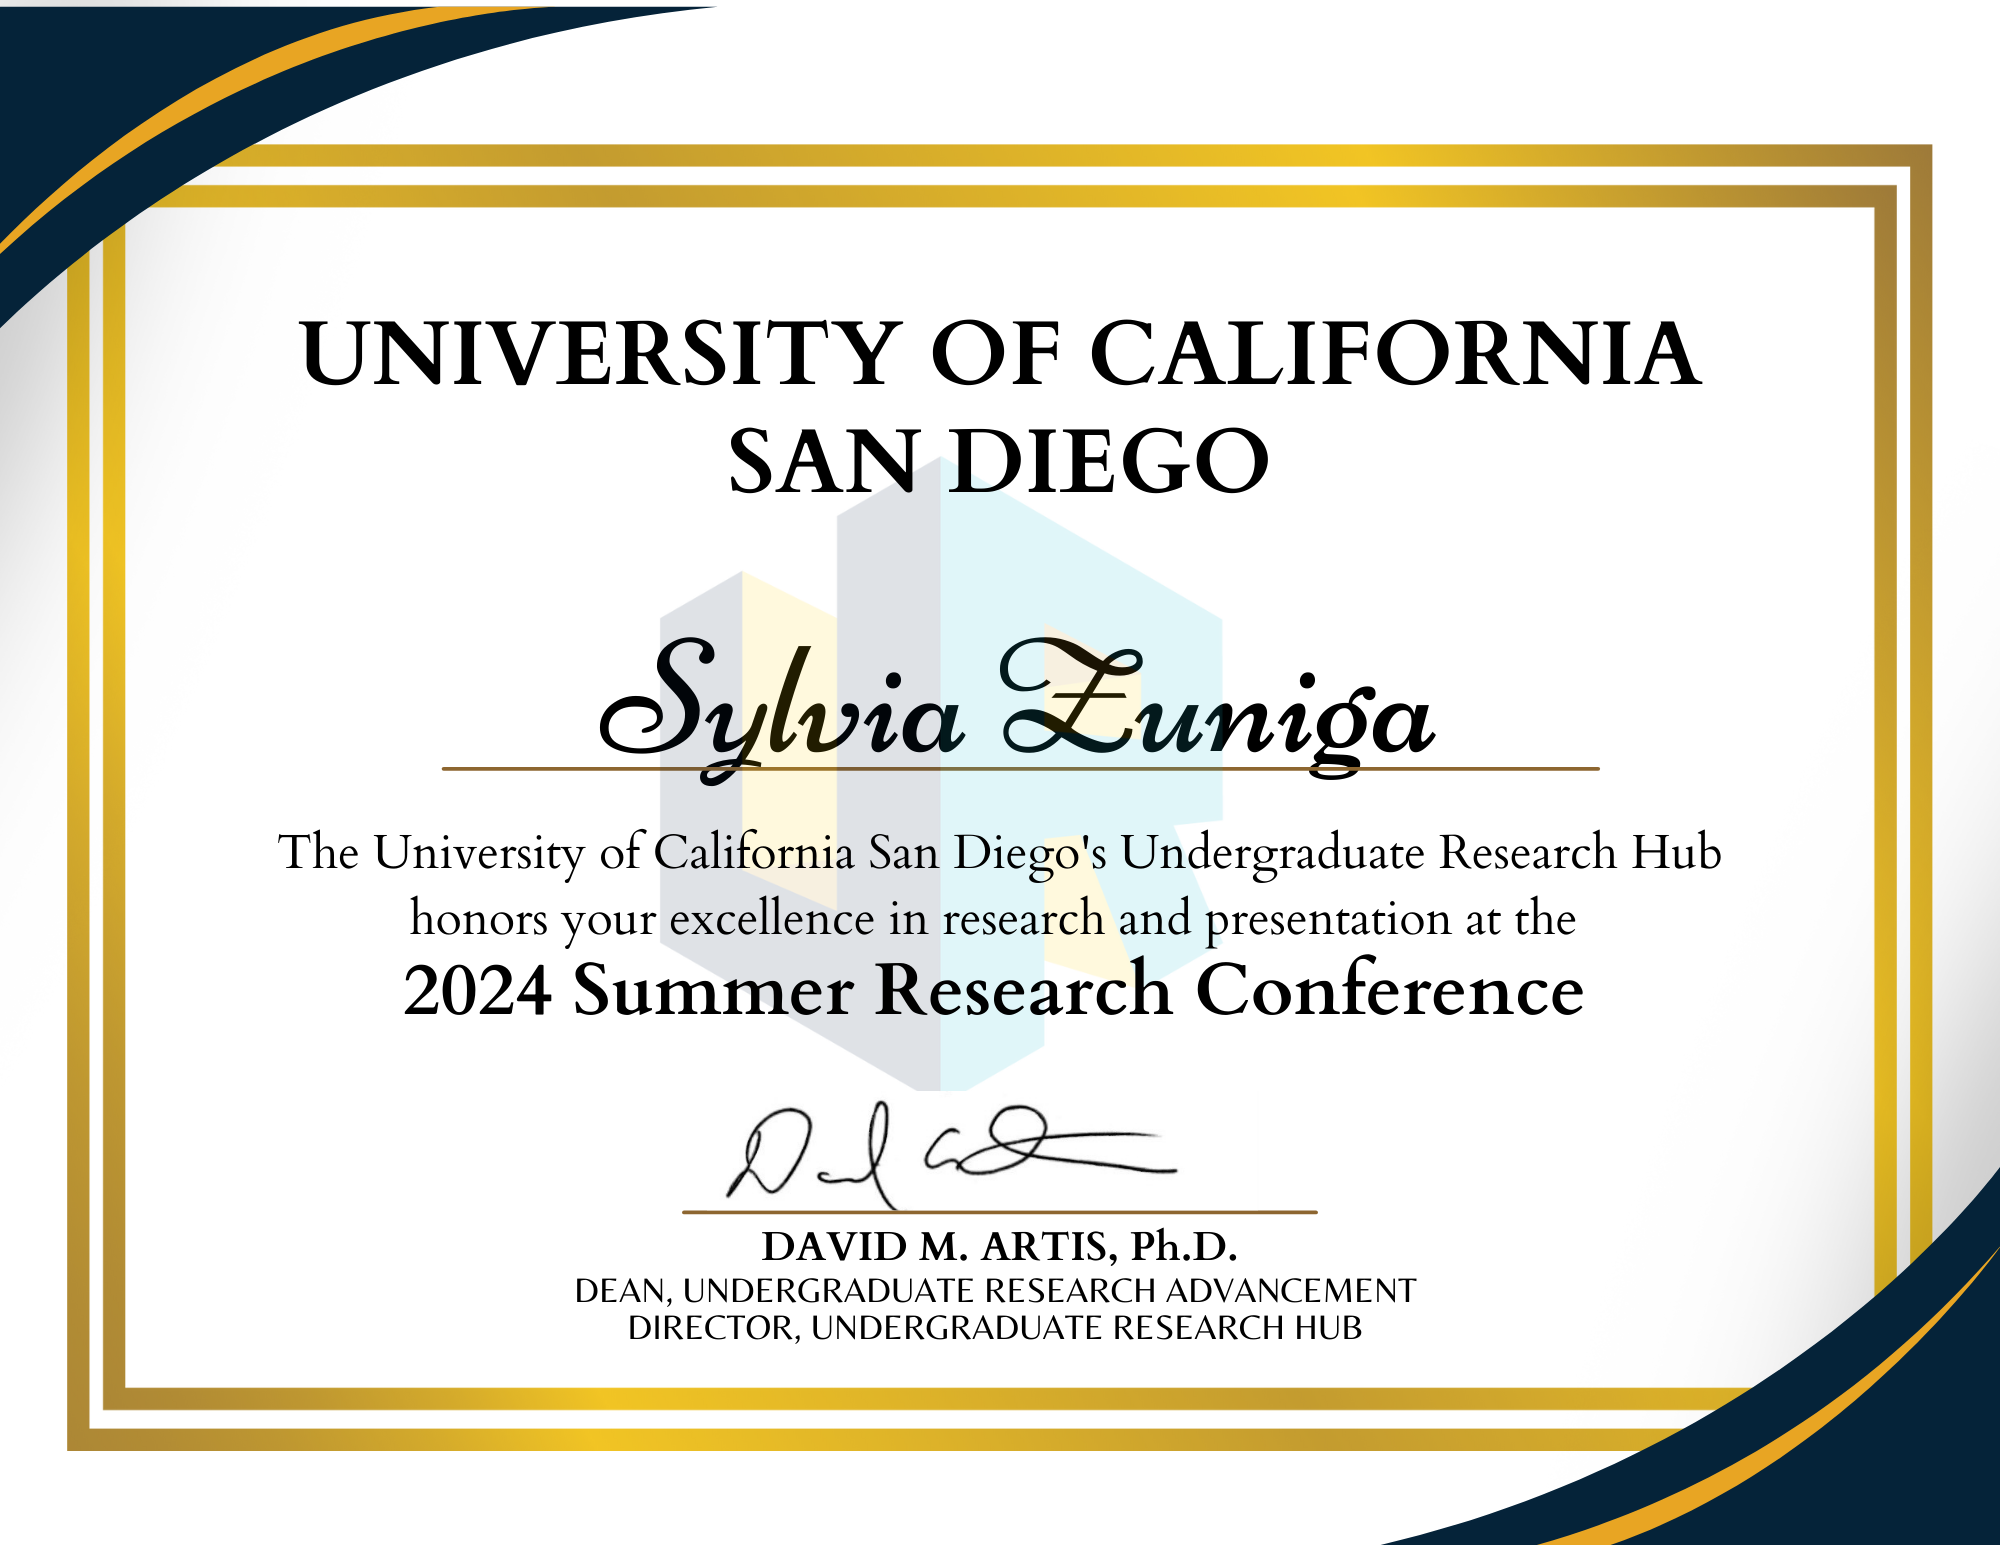 UNIVERSITY OF CALIFORNIA
SAN DIEGO
Sylvia Zuniga
The University of California San Diego's Undergraduate Research Hub
honors your excellence in research and presentation at the
2024 Summer Research Conference
DAVID M. ARTIS, Ph.D.
DEAN, UNDERGRADUATE RESEARCH ADVANCEMENT
DIRECTOR, UNDERGRADUATE RESEARCH HUB